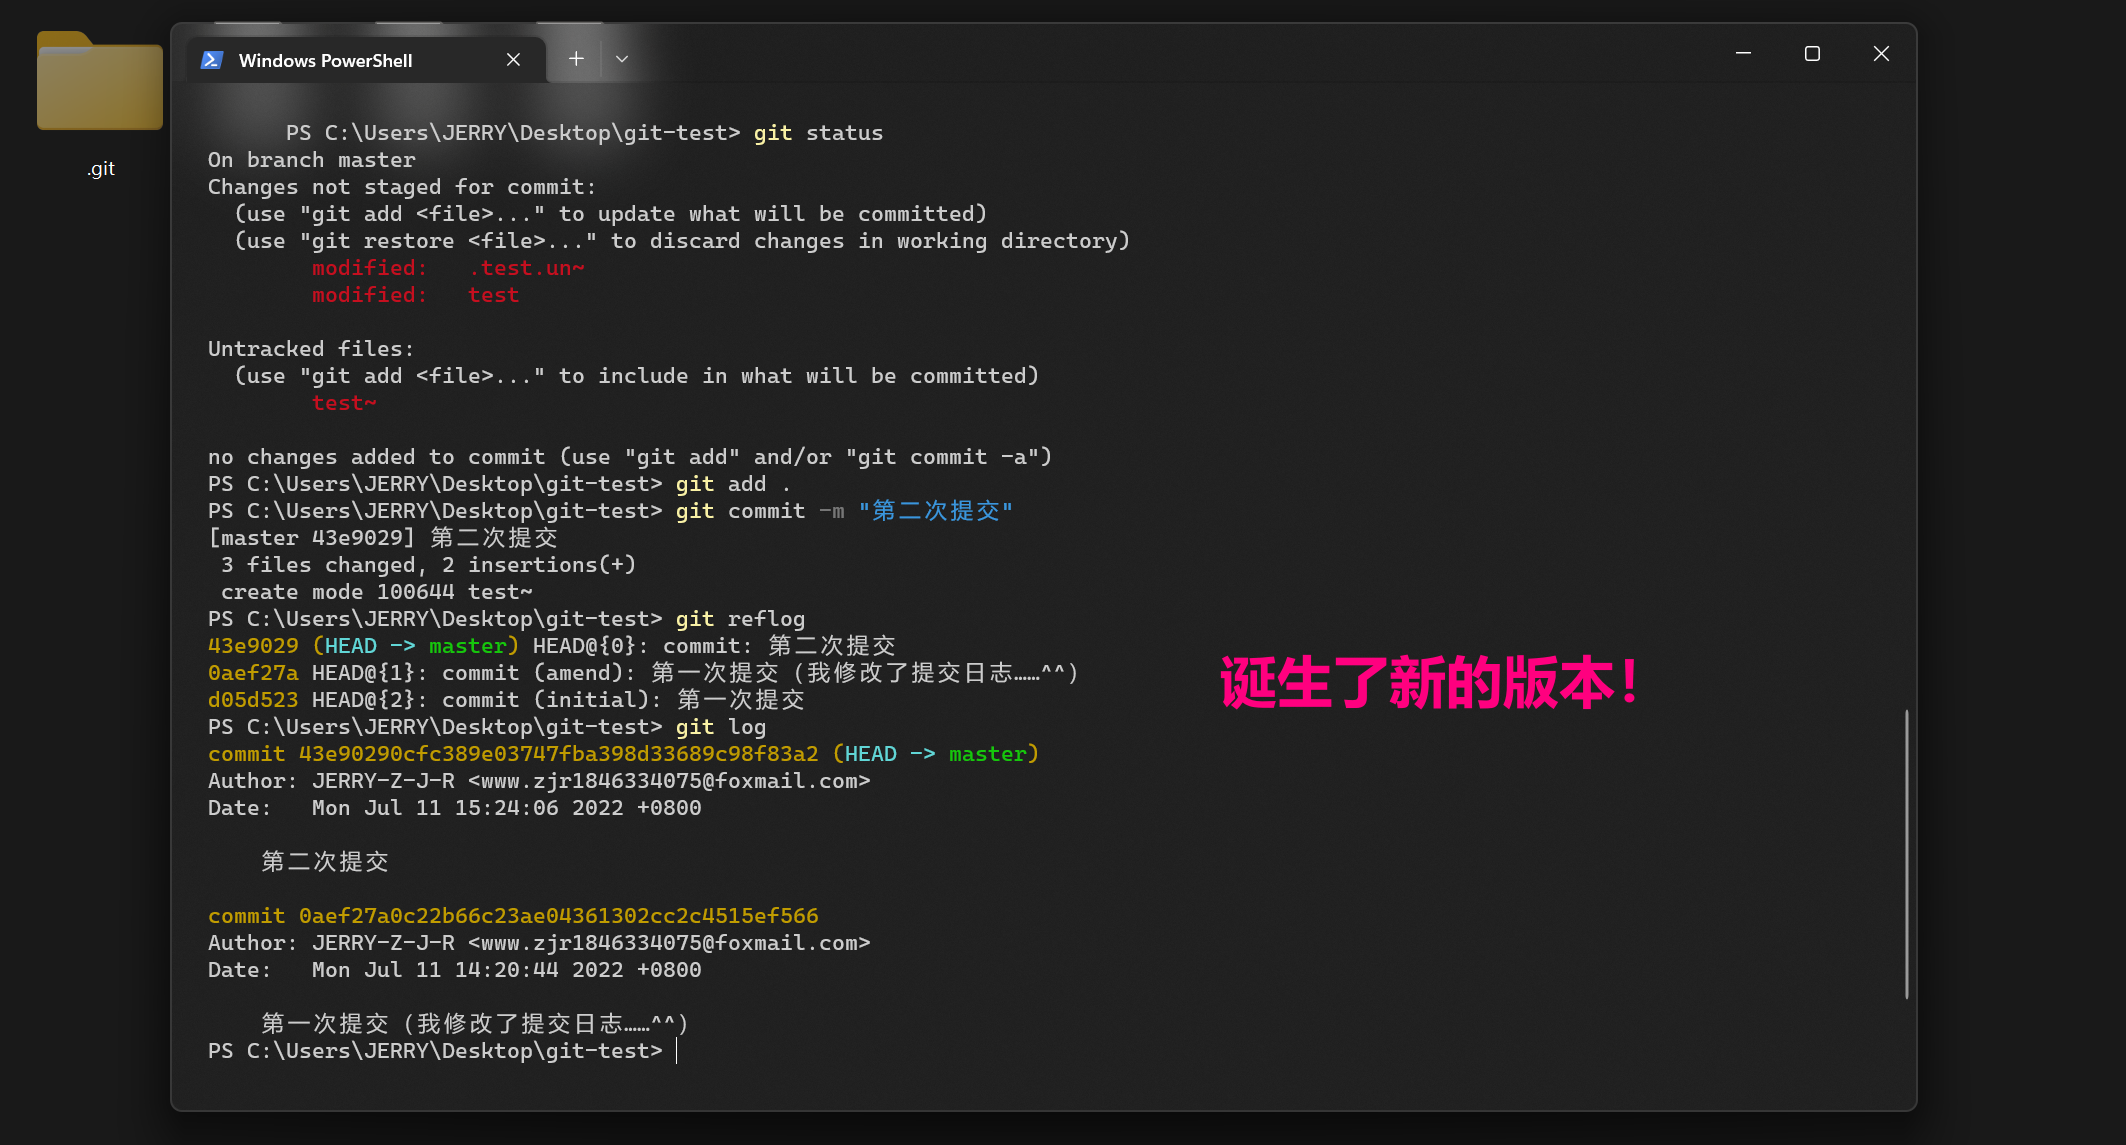 Windows PowerShell
.git
PS C:\Users\JERRY\Desktop\git-test> git status
On branch master
Changes not staged for commit:
  (use "git add <file>..." to update what will be committed)
  (use "git restore <file>..." to discard changes in working directory)
        modified:   .test.un~
        modified:   test
Untracked files:
  (use "git add <file>..." to include in what will be committed)
        test~
no changes added to commit (use "git add" and/or "git commit -a")
PS C:\Users\JERRY\Desktop\git-test> git add .
PS C:\Users\JERRY\Desktop\git-test> git commit -m "第二次提交"
[master 43e9029] 第二次提交
 3 files changed, 2 insertions(+)
 create mode 100644 test~
PS C:\Users\JERRY\Desktop\git-test> git reflog
43e9029 (HEAD -> master) HEAD@{0}: commit: 第二次提交
0aef27a HEAD@{1}: commit (amend): 第一次提交（我修改了提交日志……^^）
d05d523 HEAD@{2}: commit (initial): 第一次提交
诞生了新的版本！
PS C:\Users\JERRY\Desktop\git-test> git log
commit 43e90290cfc389e03747fba398d33689c98f83a2 (HEAD -> master)
Author: JERRY-Z-J-R <www.zjr1846334075@foxmail.com>
Date:   Mon Jul 11 15:24:06 2022 +0800
    第二次提交
commit 0aef27a0c22b66c23ae04361302cc2c4515ef566
Author: JERRY-Z-J-R <www.zjr1846334075@foxmail.com>
Date:   Mon Jul 11 14:20:44 2022 +0800
    第一次提交（我修改了提交日志……^^）
PS C:\Users\JERRY\Desktop\git-test>